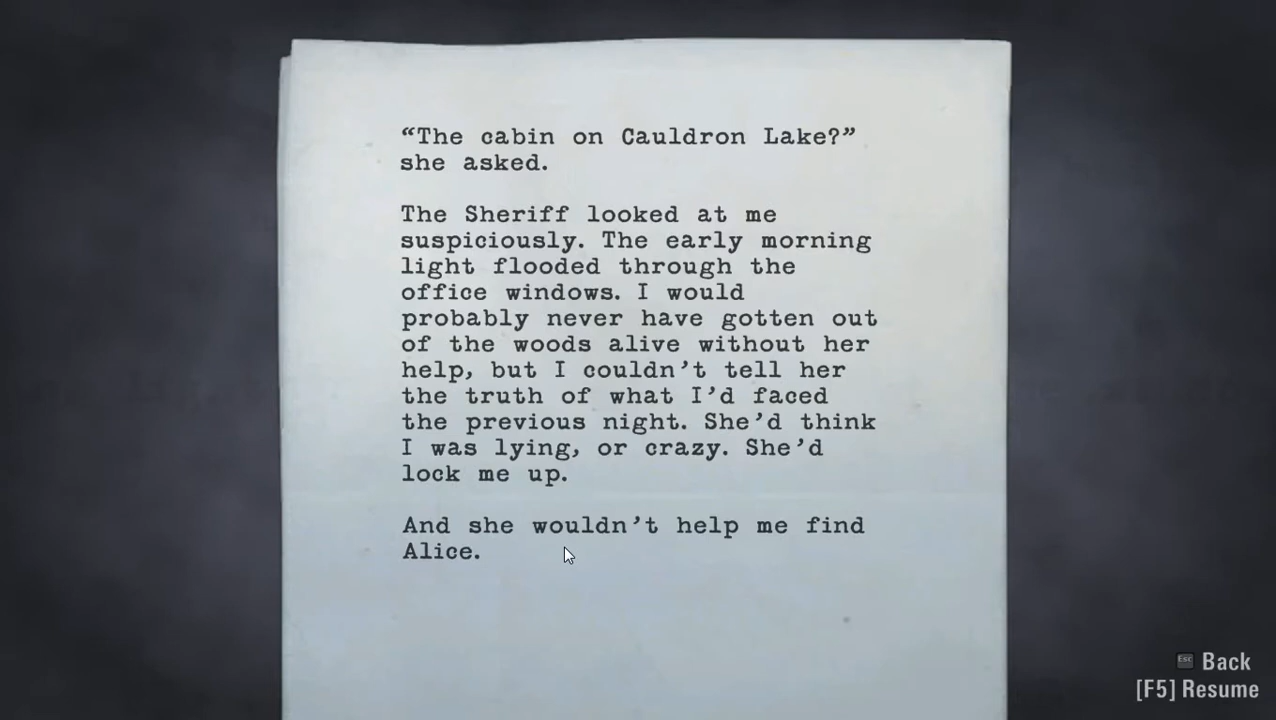 “The cabin on Cauldron Lake?”
she asked.
The Sheriff looked at me
suspiciously. The early morning
light flooded through the
office windows. I would
probably never have gotten out
of the woods alive without her
help, but I couldn’t tell her
the truth of what I’d faced
the previous night. She’d think
I was lying, or crazy. She’d
lock me up.
And she wouldn’t help me find
Alice.
Esc Back
[F5] Resume